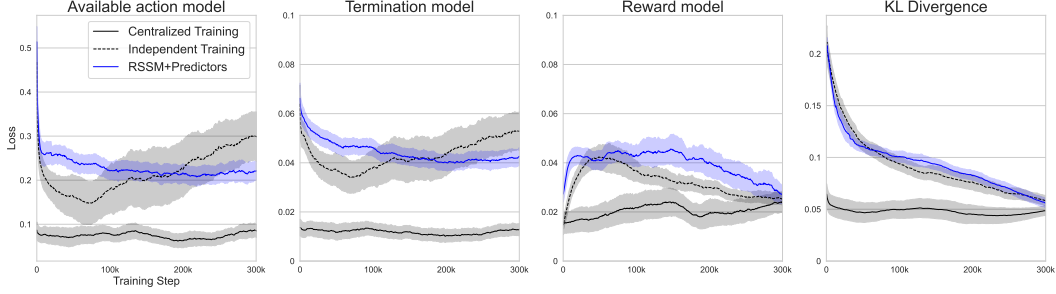 Available action model
Termination model
Reward model
KL Divergence
Centralized Training
Independent Training
RSSM+Predictors
Loss
0.5
0.4
0.3
0.2
0.1
0
100k
200k
300k
Training Step
0.1
0.08
0.06
0.04
0.02
0
0
100k
200k
300k
0.1
0.08
0.06
0.04
0.02
0
0
100k
200k
300k
0.2
0.15
0.1
0.05
0
0
100k
200k
300k